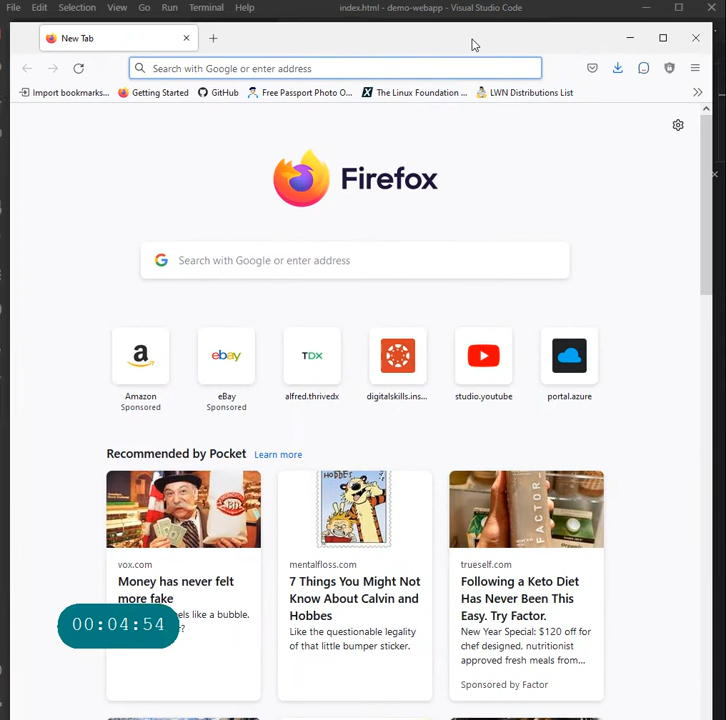 File Edit Selection View Go Run Terminal Help index.html - demo-webapp - Visual Studio Code
New Tab
Search with Google or enter address
Import bookmarks... Getting Started GitHub Free Passport Photo O... The Linux Foundation ... LWN Distributions List
Firefox
Search with Google or enter address
a
ebay
TDX
Amazon
Sponsored
eBay
Sponsored
alfred.thrivedx
digitalskills.ins...
studio.youtube
portal.azure
Recommended by Pocket Learn more
HOBBES
FACTOR_
vox.com
Money has never felt
more fake
els like a bubble.
?
mentalfloss.com
7 Things You Might Not
Know About Calvin and
Hobbes
Like the questionable legality
of that little bumper sticker.
trueself.com
Following a Keto Diet
Has Never Been This
Easy. Try Factor.
New Year Special: $120 off for
chef designed, nutritionist
approved fresh meals from...
Sponsored by Factor
00:04:54